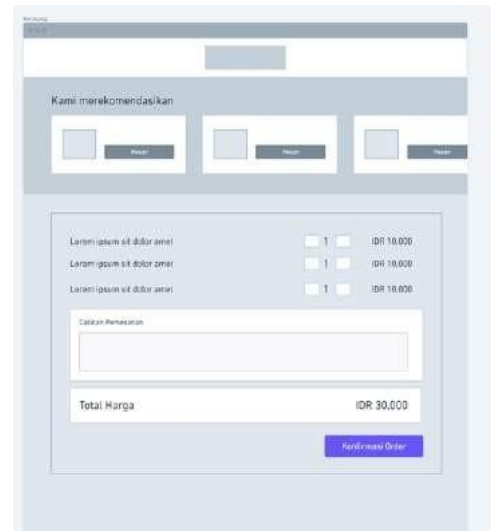 Kami merekomendasikan
Pesan Pesan Pesan
Lorem ipsum sit dolor amet 1 IDR 10,000
Lorem ipsum sit dolor amet 1 IDR 10,000
Lorem ipsum sit dolor amet 1 IDR 10,000
Catatan Pemesanan
Total Harga IDR 30,000
Konfirmasi Order